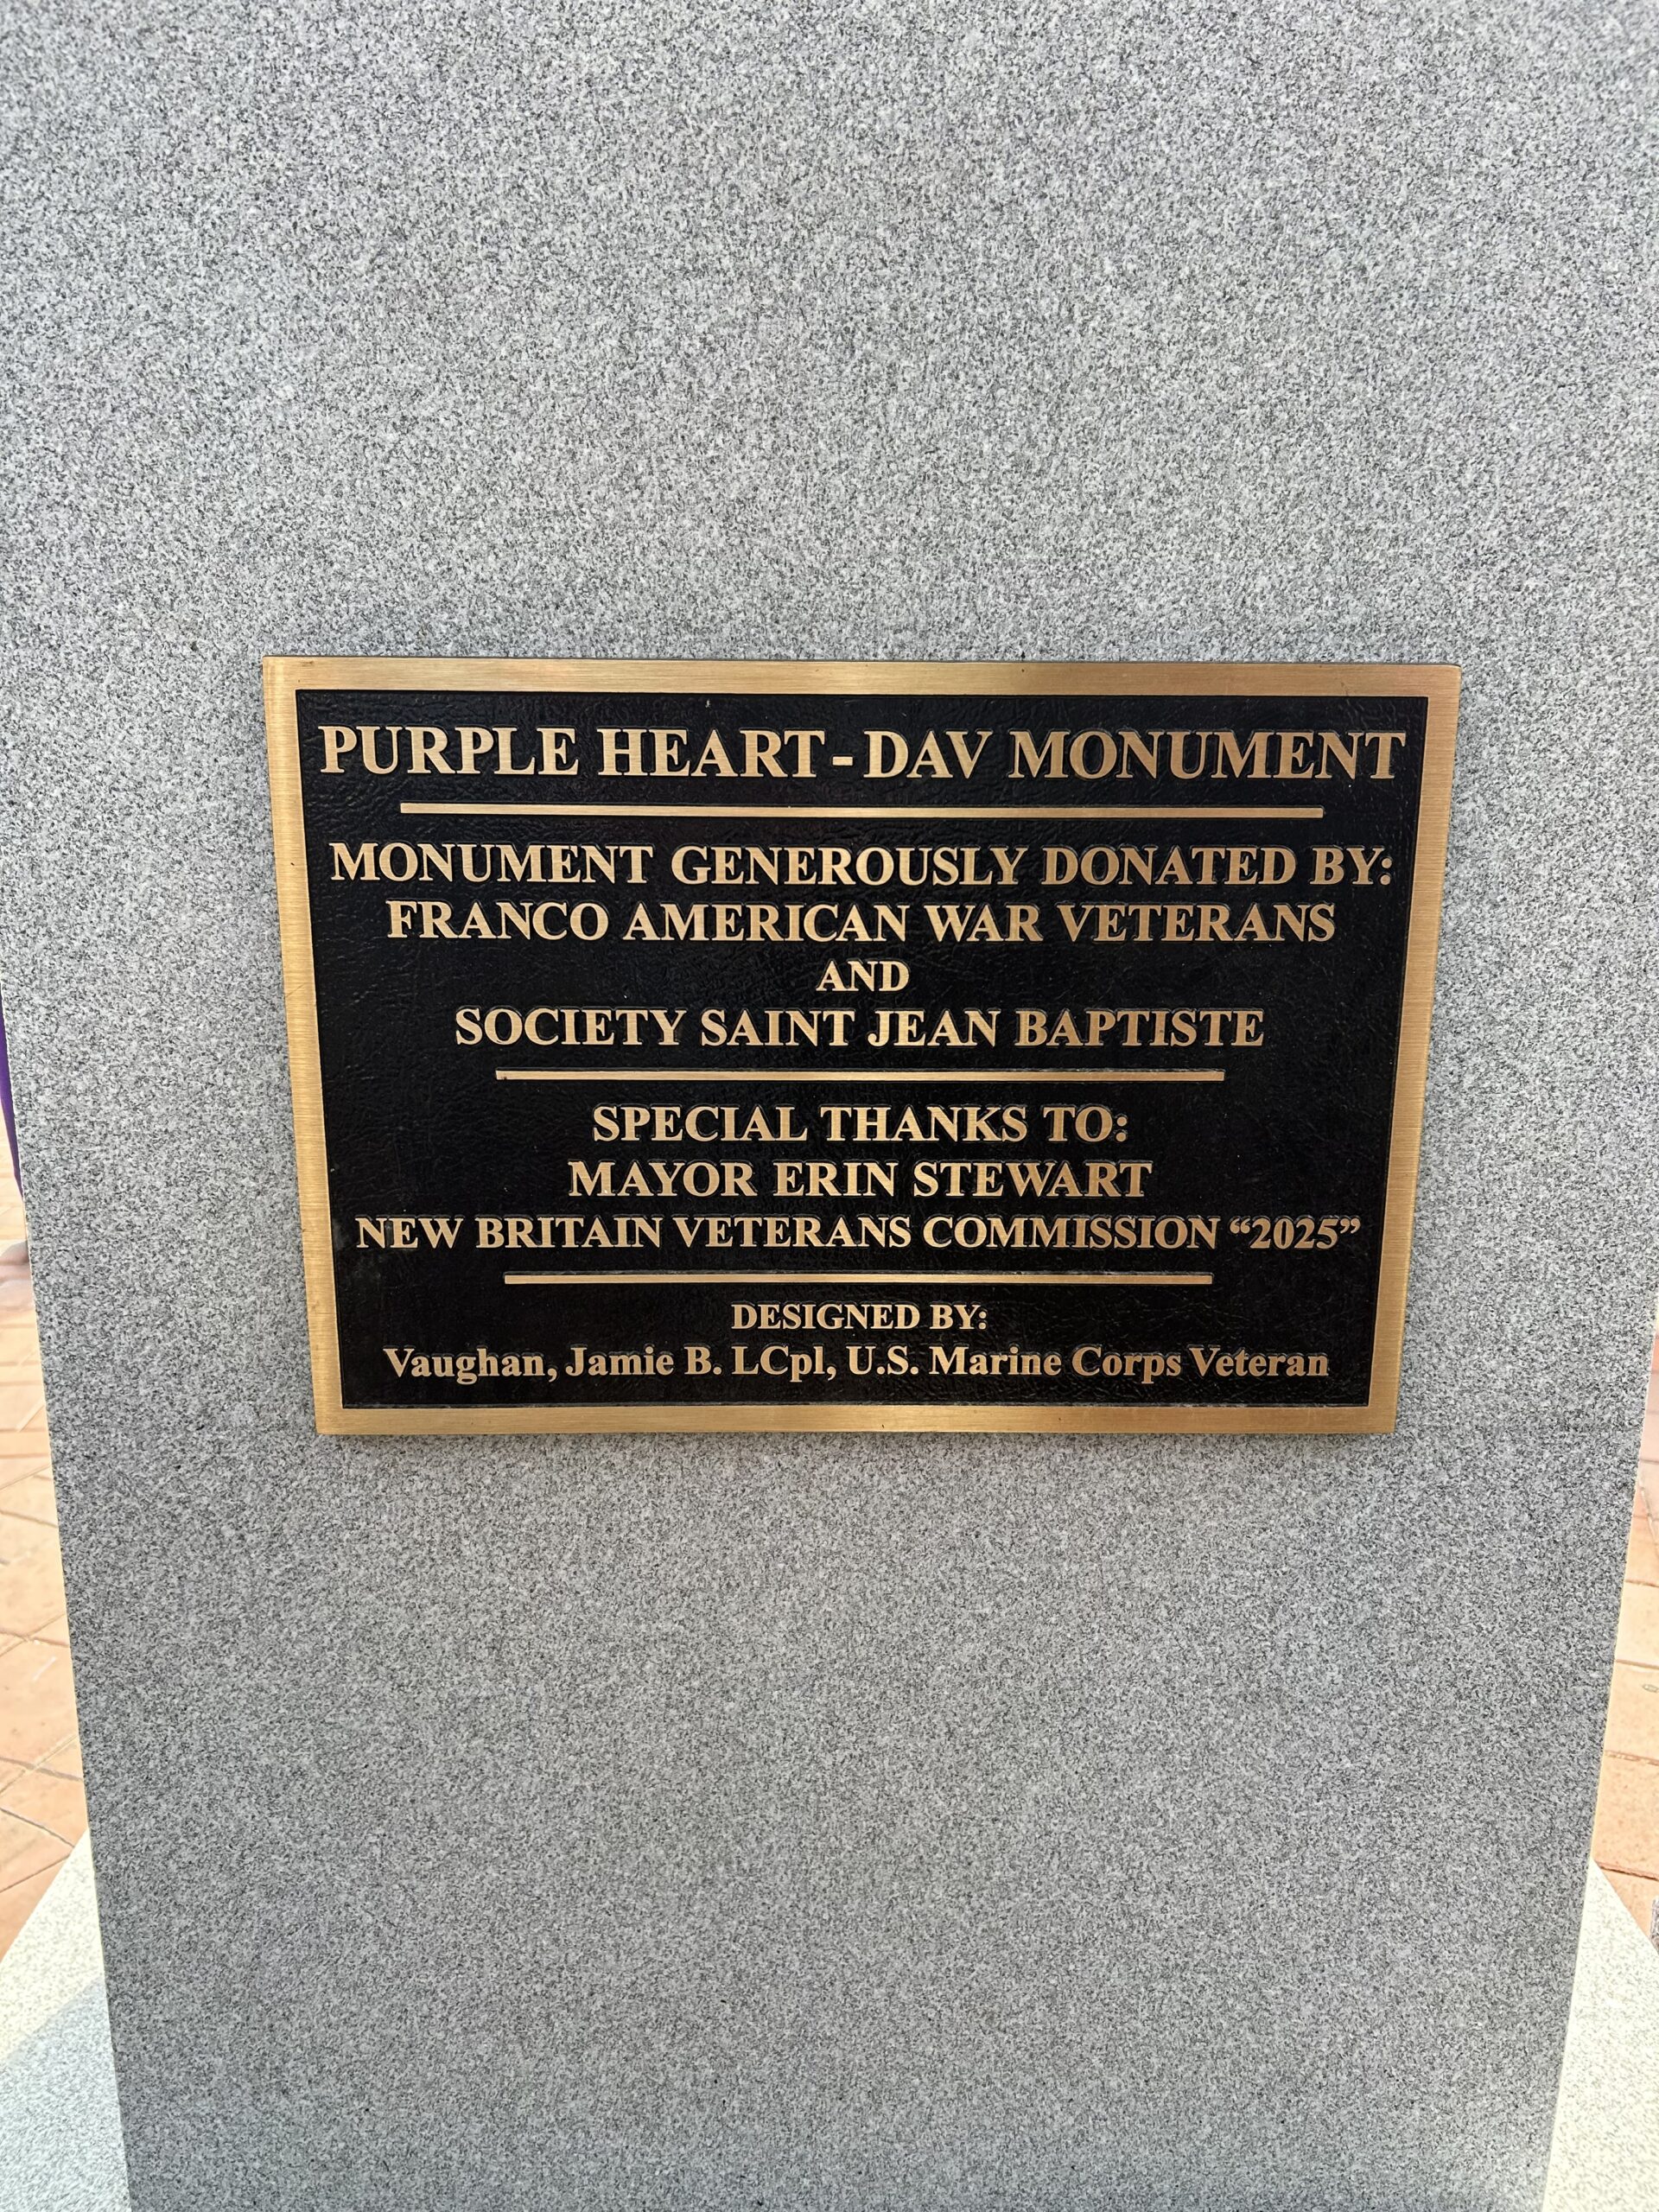 PURPLE HEART - DAV MONUMENT
MONUMENT GENEROUSLY DONATED BY:
FRANCO AMERICAN WAR VETERANS
AND
SOCIETY SAINT JEAN BAPTISTE
SPECIAL THANKS TO:
MAYOR ERIN STEWART
NEW BRITAIN VETERANS COMMISSION “2025”
DESIGNED BY:
Vaughan, Jamie B. LCpl, U.S. Marine Corps Veteran